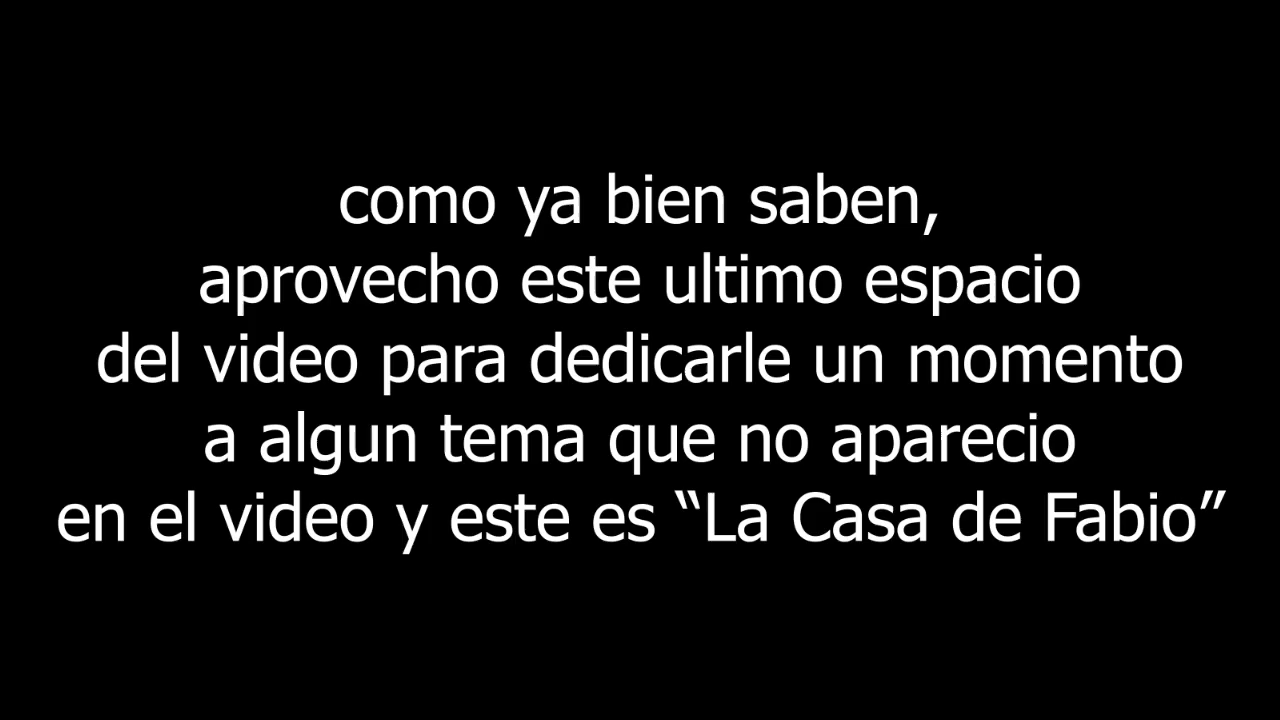 como ya bien saben,
aprovecho este ultimo espacio
del video para dedicarle un momento
a algun tema que no aparecio
en el video y este es “La Casa de Fabio”